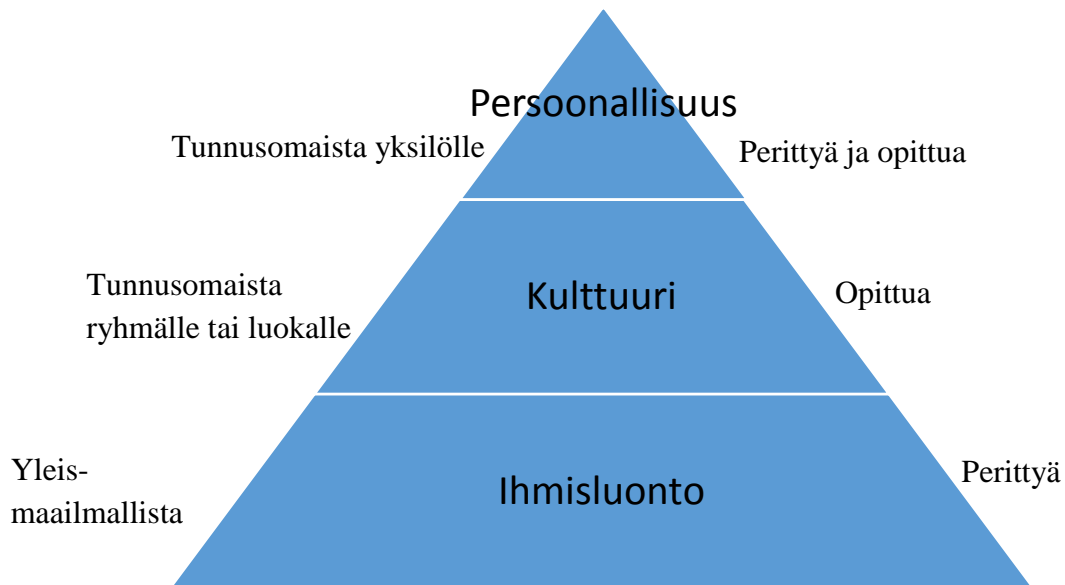 Persoonallisuus
Tunnusomaista yksilölle
Perittyä ja opittua
Tunnusomaista
ryhmälle tai luokalle
Kulttuuri
Opittua
Yleis-
maailmallista
Ihmisluonto
Perittyä